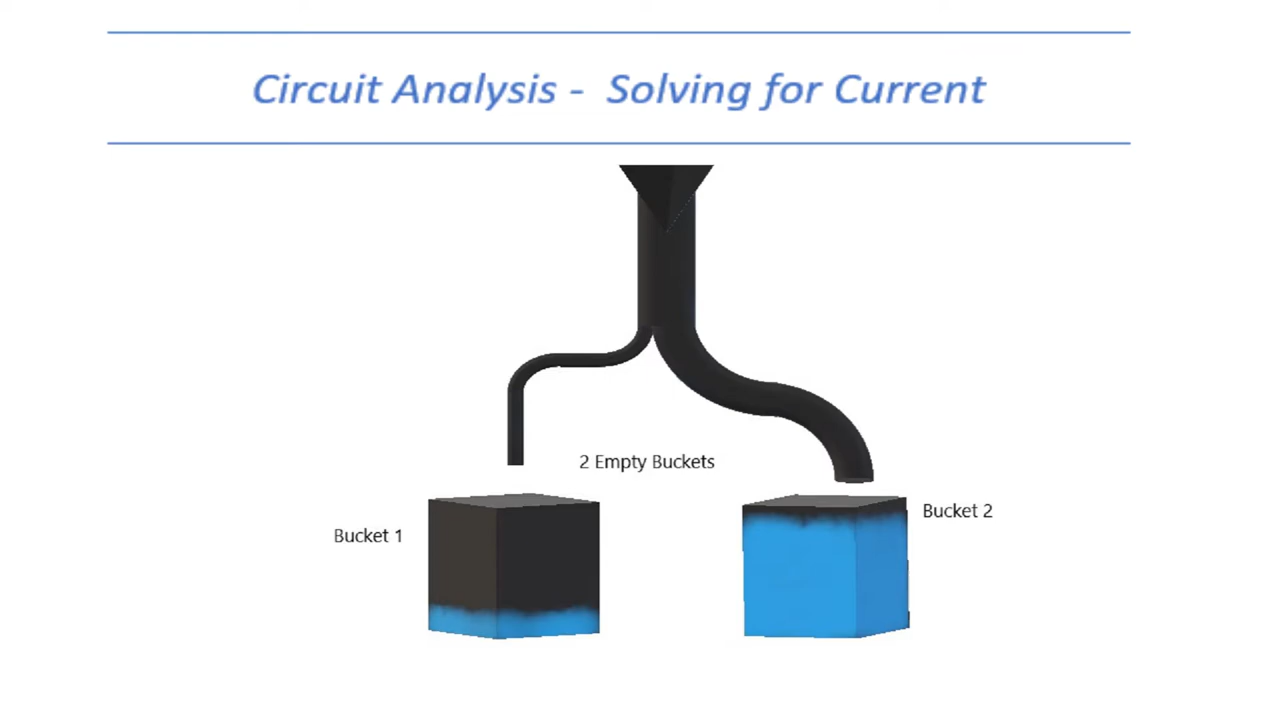 Circuit Analysis - Solving for Current
2 Empty Buckets
Bucket 1
Bucket 2